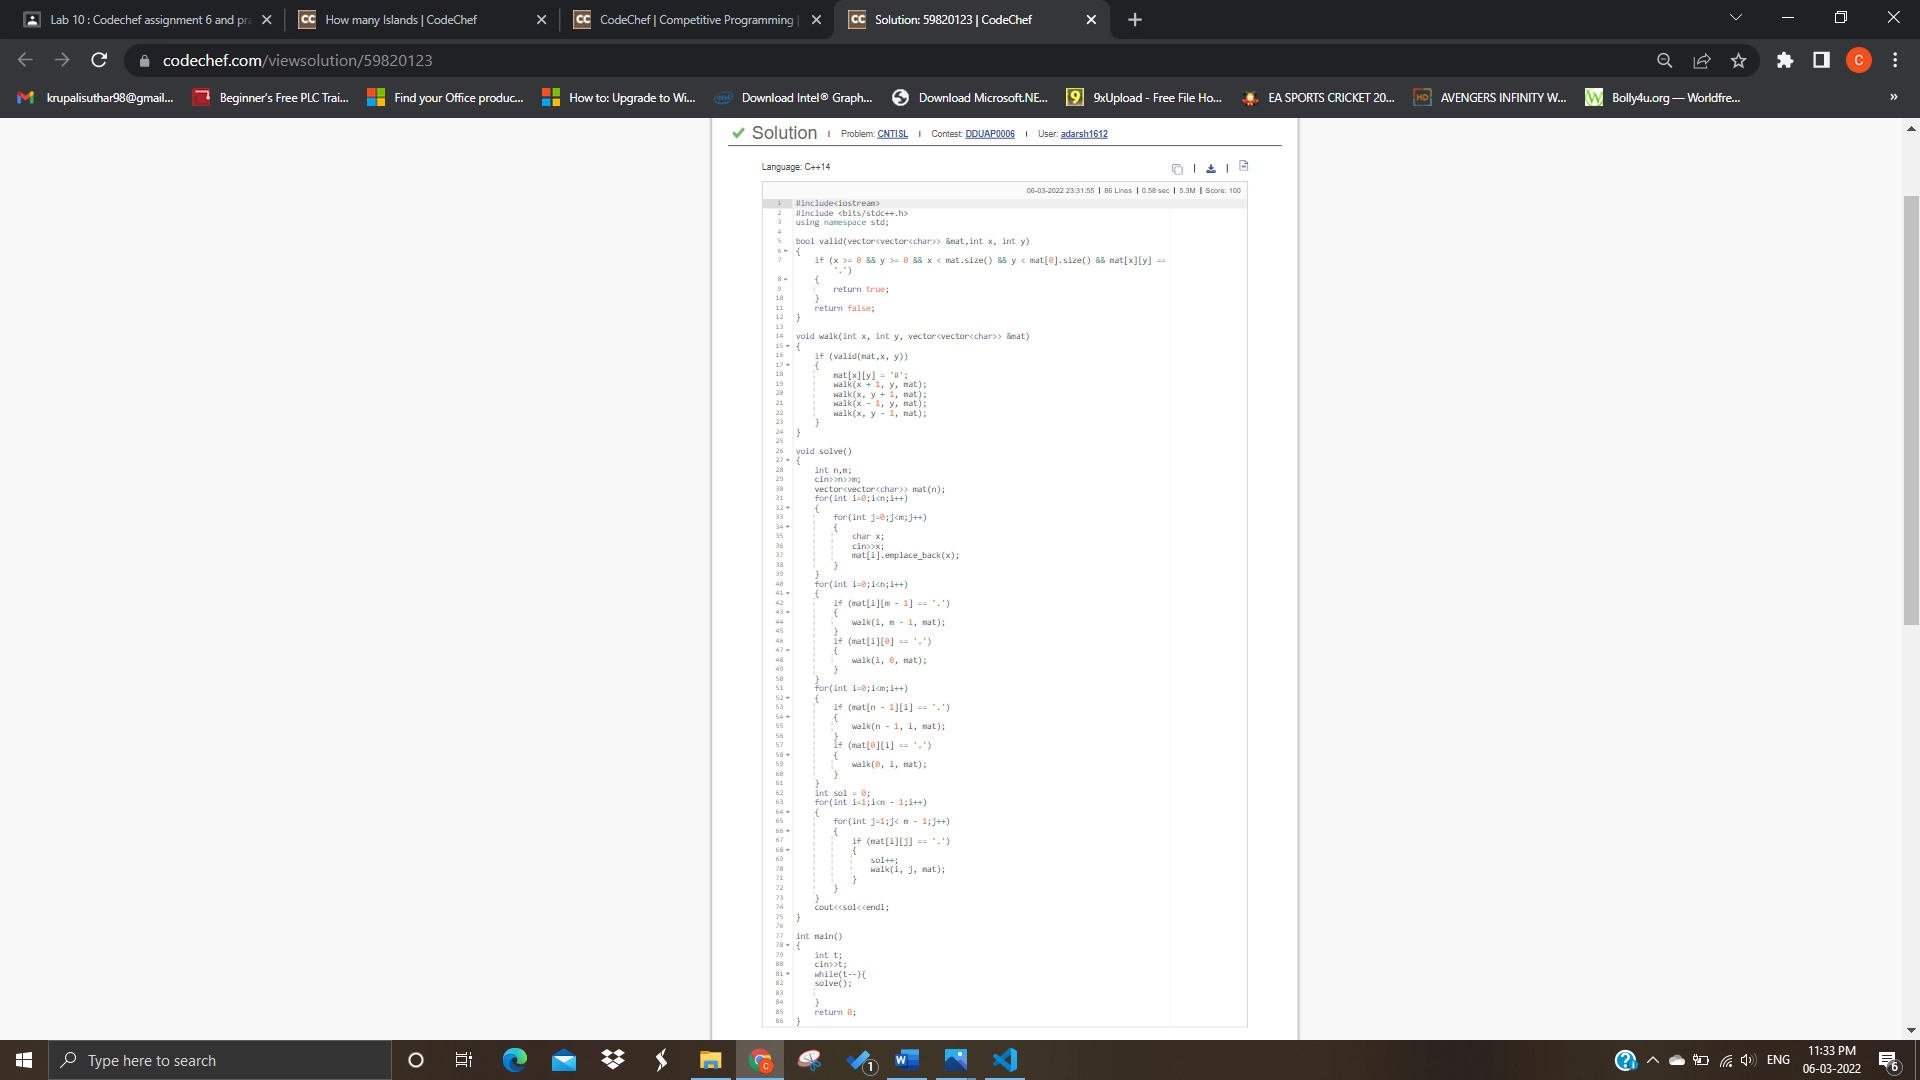 Lab 10 : Codechef assignment 6 and pra
How many Islands | CodeChef
CodeChef | Competitive Programming |
Solution: 59820123 | CodeChef
codechef.com/viewsolution/59820123
C
krupalisuthar98@gmail...
Beginner's Free PLC Trai...
Find your Office produc...
How to: Upgrade to Wi...
Download Intel® Graph...
Download Microsoft.NE...
9xUpload - Free File Ho...
EA SPORTS CRICKET 20...
AVENGERS INFINITY W...
Bolly4u.org — Worldfre...
»
Solution | Problem: CNTISL | Contest: DDUAP0006 | User: adarsh1612
Language: C++14
06-03-2022 23:31:55 | 86 Lines | 0.58 sec | 5.3M | Score: 100
1 #include<iostream>
2 #include <bits/stdc++.h>
3 using namespace std;
4
5 bool valid(vector<vector<char>> &mat,int x, int y)
6 {
7 if (x >= 0 && y >= 0 && x < mat.size() && y < mat[0].size() && mat[x][y] ==
'.')
8 {
9 return true;
10 }
11 return false;
12 }
13
14 void walk(int x, int y, vector<vector<char>> &mat)
15 {
16 if (valid(mat,x, y))
17 {
18 mat[x][y] = '#';
19 walk(x + 1, y, mat);
20 walk(x, y + 1, mat);
21 walk(x - 1, y, mat);
22 walk(x, y - 1, mat);
23 }
24 }
25
26 void solve()
27 {
28 int n,m;
29 cin>>n>>m;
30 vector<vector<char>> mat(n);
31 for(int i=0;i<n;i++)
32 {
33 for(int j=0;j<m;j++)
34 {
35 char x;
36 cin>>x;
37 mat[i].emplace_back(x);
38 }
39 }
40 for(int i=0;i<n;i++)
41 {
42 if (mat[i][m - 1] == '.')
43 {
44 walk(i, m - 1, mat);
45 }
46 if (mat[i][0] == '.')
47 {
48 walk(i, 0, mat);
49 }
50 }
51 for(int i=0;i<m;i++)
52 {
53 if (mat[n - 1][i] == '.')
54 {
55 walk(n - 1, i, mat);
56 }
57 if (mat[0][i] == '.')
58 {
59 walk(0, i, mat);
60 }
61 }
62 int sol = 0;
63 for(int i=1;i<n - 1;i++)
64 {
65 for(int j=1;j< m - 1;j++)
66 {
67 if (mat[i][j] == '.')
68 {
69 sol++;
70 walk(i, j, mat);
71 }
72 }
73 }
74 cout<<sol<<endl;
75 }
76
77 int main()
78 {
79 int t;
80 cin>>t;
81 while(t--){
82 solve();
83
84 }
85 return 0;
86 }
Type here to search
1
ENG
11:33 PM
06-03-2022
6